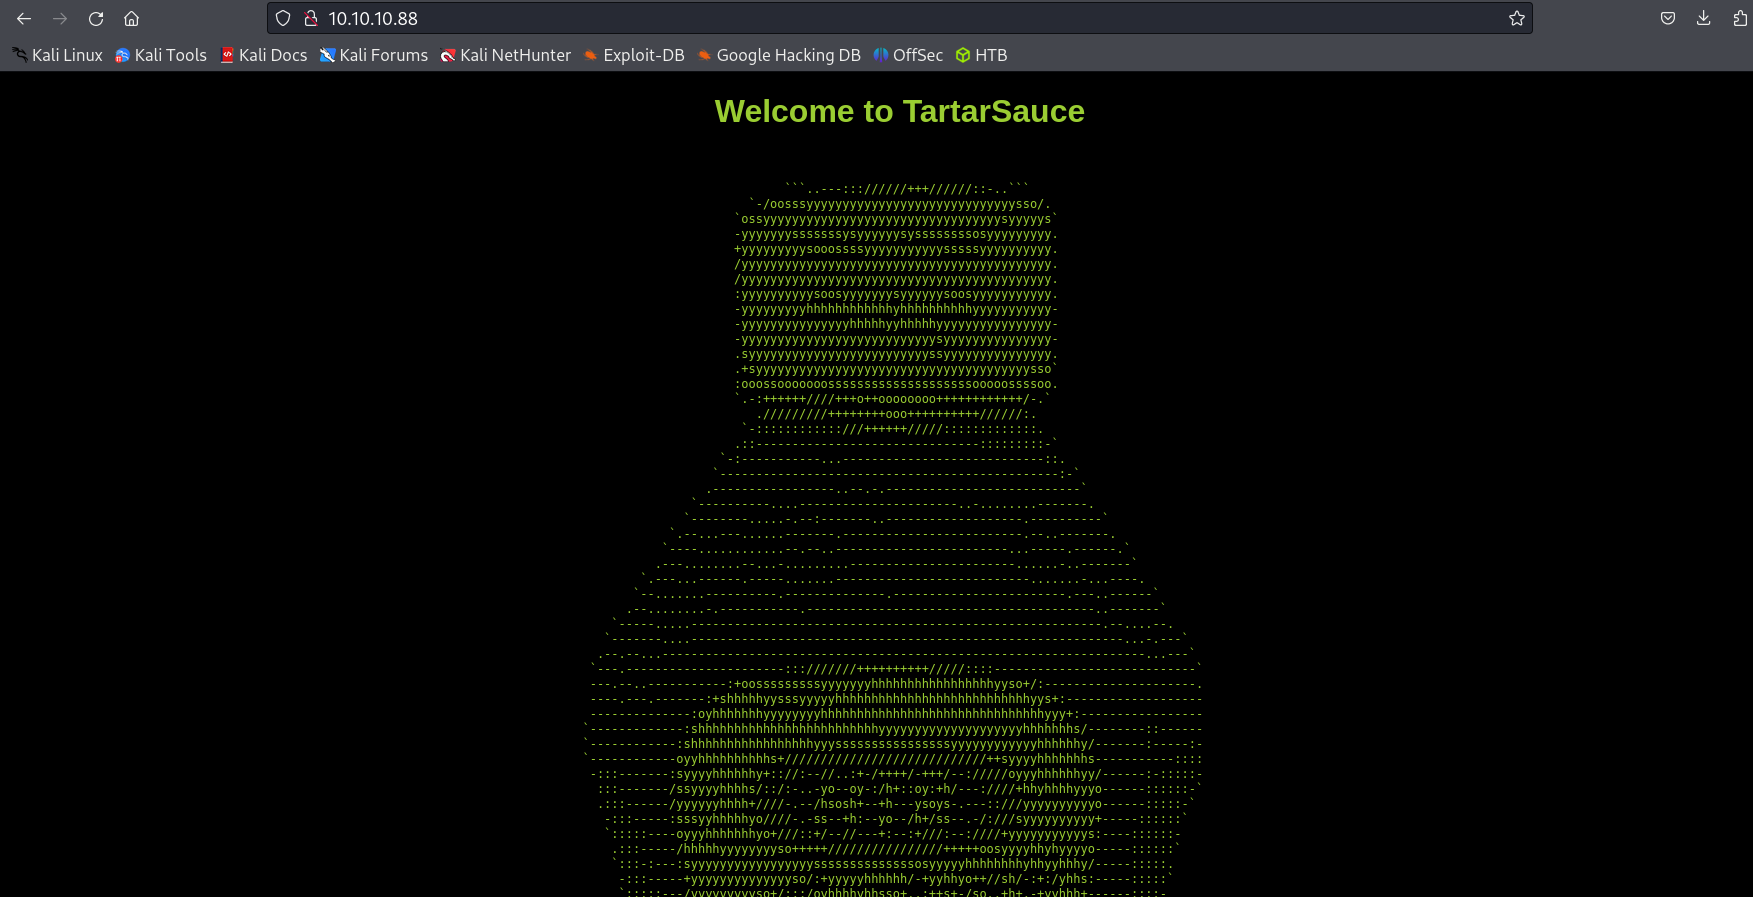 10.10.10.88
Kali Linux Kali Tools Kali Docs Kali Forums Kali NetHunter Exploit-DB Google Hacking DB OffSec HTB
Welcome to TartarSauce